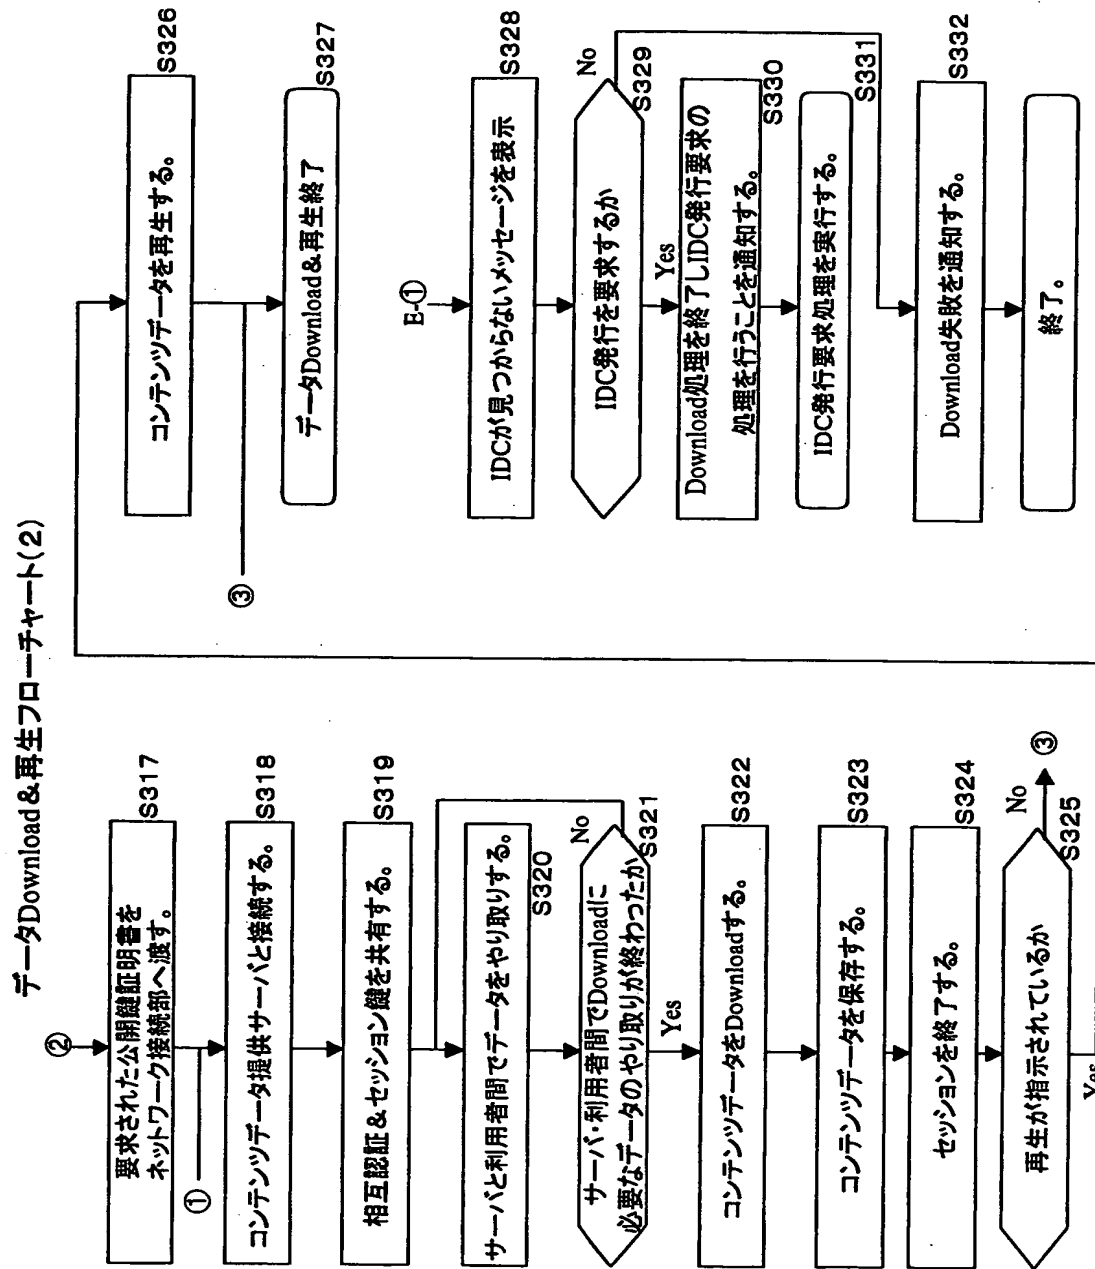 データDownload&再生フローチャート(2)
②
要求された公開鍵証明書を
ネットワーク接続部へ渡す。
S317
①
コンテンツデータ提供サーバと接続する。
S318
相互認証&セッション鍵を共有する。
S319
サーバと利用者間でデータをやり取りする。
S320
サーバ・利用者間でDownloadに
必要なデータのやり取りが終わったか
No
S321
Yes
コンテンツデータをDownloadする。
S322
コンテンツデータを保存する。
S323
セッションを終了する。
S324
再生が指示されているか
No
③
S325
Yes
コンテンツデータを再生する。
S326
③
データDownload&再生終了
S327
E-①
IDCが見つからないメッセージを表示
S328
IDC発行を要求するか
No
S329
Yes
Download処理を終了しIDC発行要求の
処理を行うことを通知する。
S330
IDC発行要求処理を実行する。
S331
Download失敗を通知する。
S332
終了。